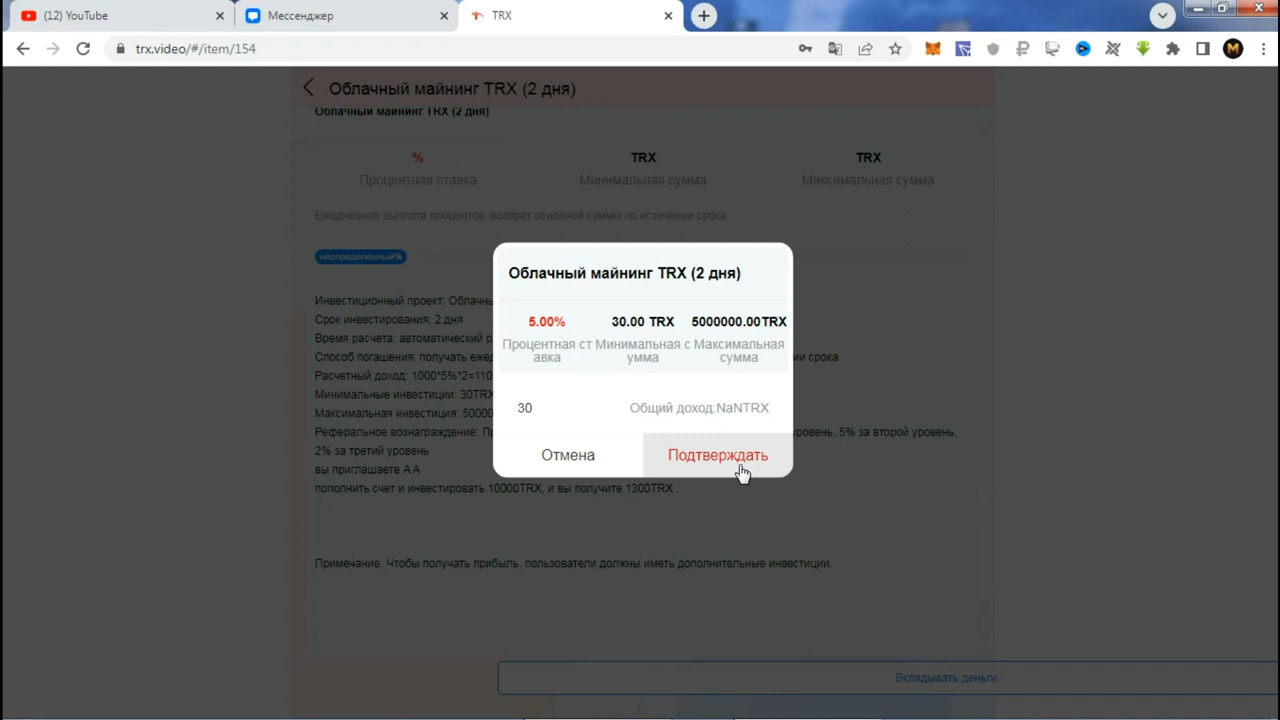 (12) YouTube
Мессенджер
TRX
trx.video/#/item/154
Облачный майнинг TRX (2 дня)
Облачный майнинг TRX (2 дня)
%
TRX
TRX
Процентная ставка
Минимальная сумма
Максимальная сумма
Ежедневная выплата процентов, возврат основной суммы по истечении срока
неопределенный%
Инвестиционный проект: Облачн
Срок инвестирования: 2 дня
Время расчета: автоматический р
Способ погашения: получать еже
ии срока
Расчетный доход: 1000*5%*2=110
Минимальные инвестиции: 30TRX
Максимальная инвестиция: 50000
Реферальное вознаграждение: П
уровень, 5% за второй уровень,
2% за третий уровень
вы приглашаете A A
пополнить счет и инвестировать 10000TRX, и вы получите 1300TRX .
Примечание. Чтобы получать прибыль, пользователи должны иметь дополнительные инвестиции.
Вкладывать деньги
Облачный майнинг TRX (2 дня)
5.00%
30.00 TRX
5000000.00TRX
Процентная ст
авка
Минимальная с
умма
Максимальная
сумма
30
Общий доход:NaNTRX
Отмена
Подтверждать